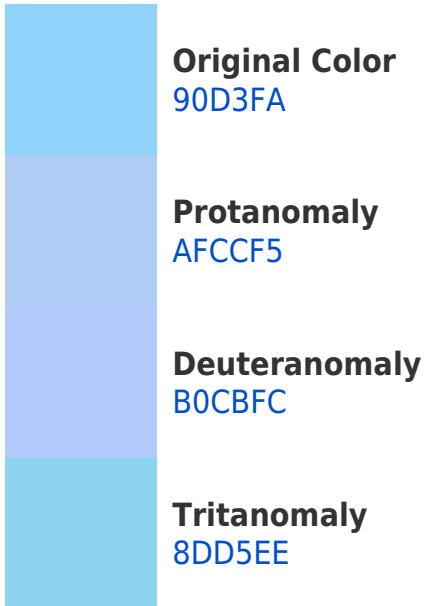 Original Color
90D3FA
Protanomaly
AFCCF5
Deuteranomaly
B0CBFC
Tritanomaly
8DD5EE